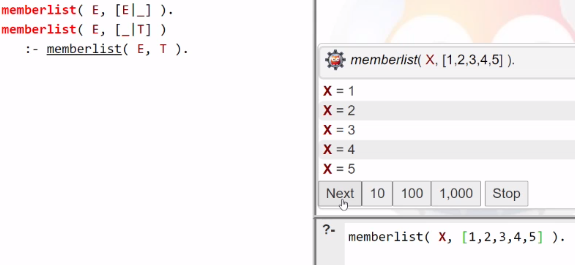 memberlist( E, [E|_] ).
memberlist( E, [_|T] )
:- memberlist( E, T ).
memberlist( X, [1,2,3,4,5] ).
X = 1
X = 2
X = 3
X = 4
X = 5
Next 10 100 1,000 Stop
?- memberlist( X, [1,2,3,4,5] ).